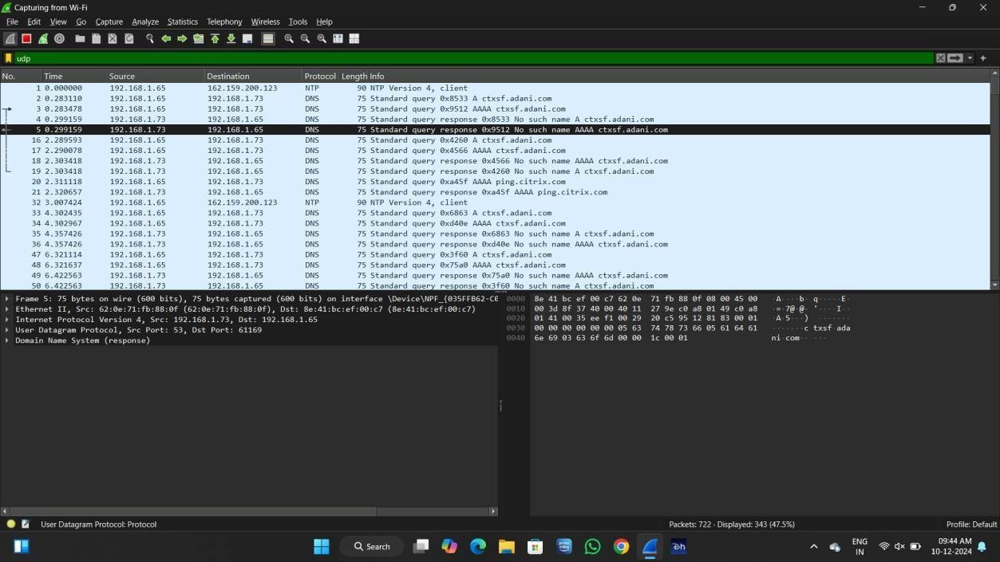 Capturing from Wi-Fi
File Edit View Go Capture Analyze Statistics Telephony Wireless Tools Help
udp
No. Time Source Destination Protocol Length Info
1 0.000000 192.168.1.65 162.159.200.123 NTP 90 NTP Version 4, client
2 0.283110 192.168.1.65 192.168.1.73 DNS 75 Standard query 0x8533 A ctxsf.adani.com
3 0.283478 192.168.1.65 192.168.1.73 DNS 75 Standard query 0x9512 AAAA ctxsf.adani.com
4 0.299159 192.168.1.73 192.168.1.65 DNS 75 Standard query response 0x8533 No such name A ctxsf.adani.com
5 0.299159 192.168.1.73 192.168.1.65 DNS 75 Standard query response 0x9512 No such name AAAA ctxsf.adani.com
16 2.289593 192.168.1.65 192.168.1.73 DNS 75 Standard query 0x4260 A ctxsf.adani.com
17 2.290078 192.168.1.65 192.168.1.73 DNS 75 Standard query 0x4566 AAAA ctxsf.adani.com
18 2.303418 192.168.1.73 192.168.1.65 DNS 75 Standard query response 0x4566 No such name AAAA ctxsf.adani.com
19 2.303418 192.168.1.73 192.168.1.65 DNS 75 Standard query response 0x4260 No such name A ctxsf.adani.com
20 2.311118 192.168.1.65 192.168.1.73 DNS 75 Standard query 0xa45f AAAA ping.citrix.com
21 2.320657 192.168.1.73 192.168.1.65 DNS 75 Standard query response 0xa45f AAAA ping.citrix.com
32 3.007424 192.168.1.65 162.159.200.123 NTP 90 NTP Version 4, client
33 4.302435 192.168.1.65 192.168.1.73 DNS 75 Standard query 0x6863 A ctxsf.adani.com
34 4.302967 192.168.1.65 192.168.1.73 DNS 75 Standard query 0xd40e AAAA ctxsf.adani.com
35 4.357426 192.168.1.73 192.168.1.65 DNS 75 Standard query response 0x6863 No such name A ctxsf.adani.com
36 4.357426 192.168.1.73 192.168.1.65 DNS 75 Standard query response 0xd40e No such name AAAA ctxsf.adani.com
47 6.321114 192.168.1.65 192.168.1.73 DNS 75 Standard query 0x3f60 A ctxsf.adani.com
48 6.321637 192.168.1.65 192.168.1.73 DNS 75 Standard query 0x75a0 AAAA ctxsf.adani.com
49 6.422563 192.168.1.73 192.168.1.65 DNS 75 Standard query response 0x75a0 No such name AAAA ctxsf.adani.com
50 6.422563 192.168.1.73 192.168.1.65 DNS 75 Standard query response 0x3f60 No such name A ctxsf.adani.com
Frame 5: 75 bytes on wire (600 bits), 75 bytes captured (600 bits) on interface \Device\NPF_{035FFB62-C0
Ethernet II, Src: 62:0e:71:fb:88:0f (62:0e:71:fb:88:0f), Dst: 8e:41:bc:ef:00:c7 (8e:41:bc:ef:00:c7)
Internet Protocol Version 4, Src: 192.168.1.73, Dst: 192.168.1.65
User Datagram Protocol, Src Port: 53, Dst Port: 61169
Domain Name System (response)
0000 8e 41 bc ef 00 c7 62 0e 71 fb 88 0f 08 00 45 00 ·A····b· q·····E·
0010 00 3d 8f 37 40 00 40 11 27 9e c0 a8 01 49 c0 a8 ·=·7@·@· '····I··
0020 01 41 00 35 ee f1 00 29 20 c5 95 12 81 83 00 01 ·A·5···) ·······
0030 00 00 00 00 00 00 05 63 74 78 73 66 05 61 64 61 ·······c txsf·ada
0040 6e 69 03 63 6f 6d 00 00 1c 00 01 ni·com·· ···
User Datagram Protocol: Protocol
Packets: 722 · Displayed: 343 (47.5%)
Profile: Default
Search
prime video
Dh
ENG
IN
09:44 AM
10-12-2024